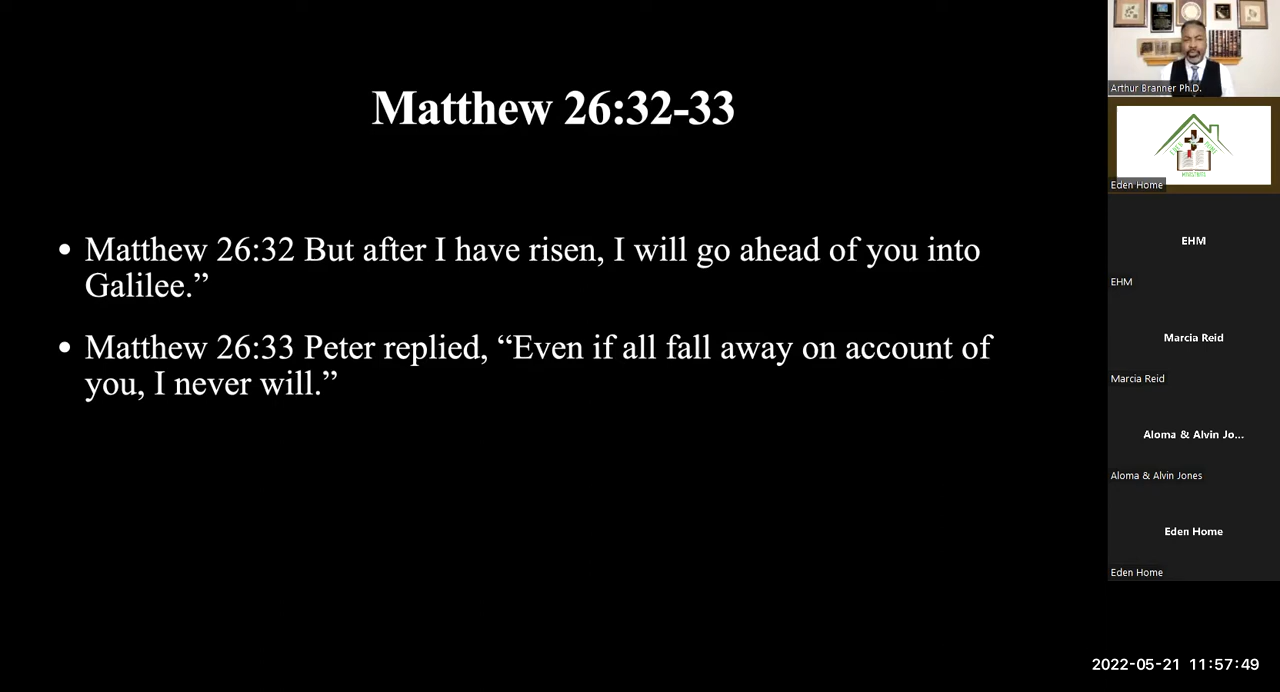 Matthew 26:32-33
• Matthew 26:32 But after I have risen, I will go ahead of you into
Galilee.”
• Matthew 26:33 Peter replied, “Even if all fall away on account of
you, I never will.”
Arthur Branner Ph.D.
Eden Home
EHM
EHM
Marcia Reid
Marcia Reid
Aloma & Alvin Jo...
Aloma & Alvin Jones
Eden Home
Eden Home
2022-05-21 11:57:49